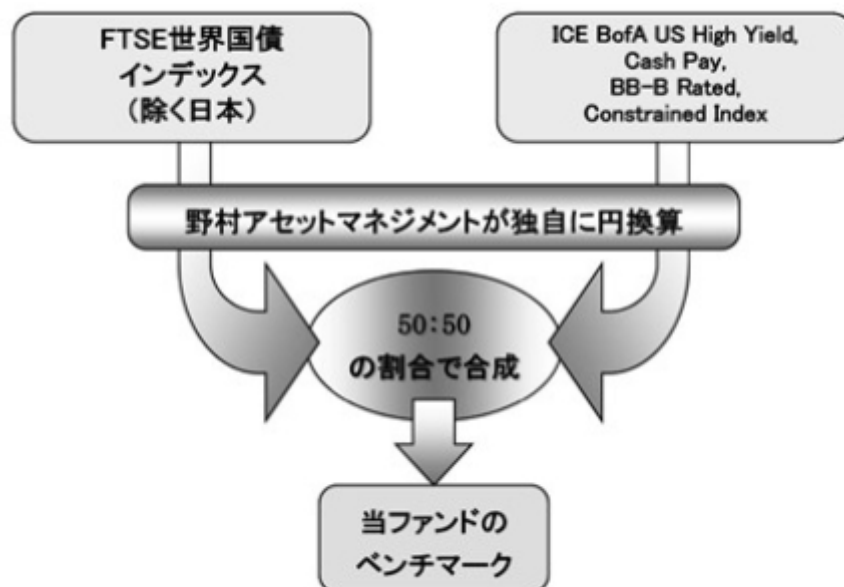 FTSE世界国債
インデックス
（除く日本）
ICE BofA US High Yield,
Cash Pay,
BB-B Rated,
Constrained Index
野村アセットマネジメントが独自に円換算
50：50
の割合で合成
当ファンドの
ベンチマーク